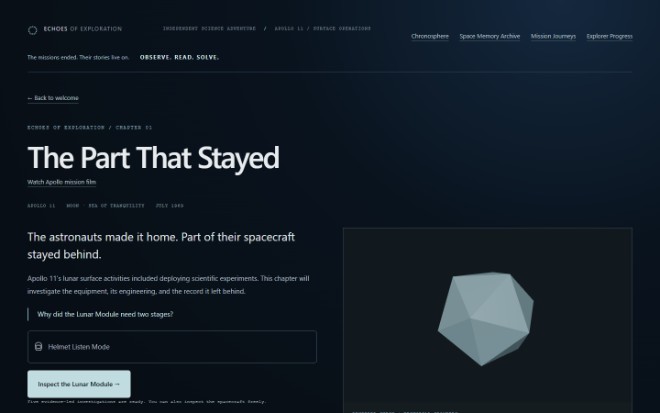 ECHOES OF EXPLORATION
INDEPENDENT SCIENCE ADVENTURE / APOLLO 11 / SURFACE OPERATIONS
Chronosphere Space Memory Archive Mission Journeys Explorer Progress
The missions ended. Their stories live on. OBSERVE. READ. SOLVE.
← Back to welcome
ECHOES OF EXPLORATION / CHAPTER 01
The Part That Stayed
Watch Apollo mission film
APOLLO 11 MOON · SEA OF TRANQUILITY JULY 1969
The astronauts made it home. Part of their spacecraft
stayed behind.
Apollo 11's lunar surface activities included deploying scientific experiments. This chapter will
investigate the equipment, its engineering, and the record it left behind.
Why did the Lunar Module need two stages?
Helmet Listen Mode
Inspect the Lunar Module →
Five evidence-led investigations are ready. You can also inspect the spacecraft freely.